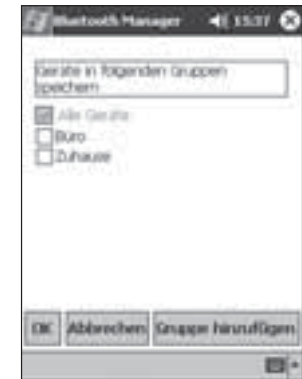 Bluetooth Manager 15:37
Geräte in folgenden Gruppen
speichern
Alle Geräte
Büro
Zuhause
OK Abbrechen Gruppe hinzufügen